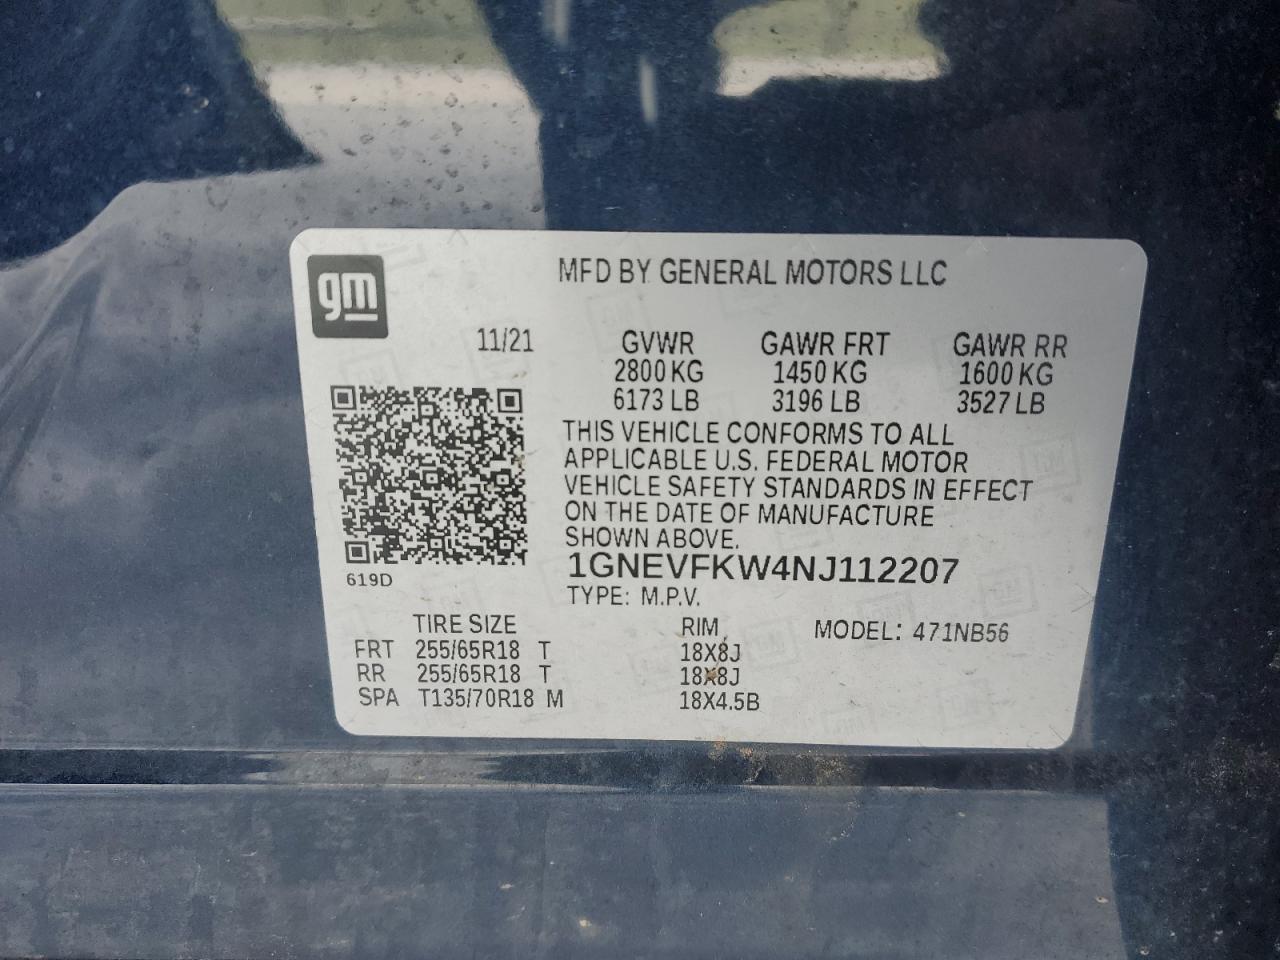 gm
MFD BY GENERAL MOTORS LLC
11/21 GVWR GAWR FRT GAWR RR
2800 KG 1450 KG 1600 KG
6173 LB 3196 LB 3527 LB
THIS VEHICLE CONFORMS TO ALL
APPLICABLE U.S. FEDERAL MOTOR
VEHICLE SAFETY STANDARDS IN EFFECT
ON THE DATE OF MANUFACTURE
SHOWN ABOVE.
619D
1GNEVFKW4NJ112207
TYPE: M.P.V.
TIRE SIZE RIM MODEL: 471NB56
FRT 255/65R18 T 18X8J
RR 255/65R18 T 18X8J
SPA T135/70R18 M 18X4.5B